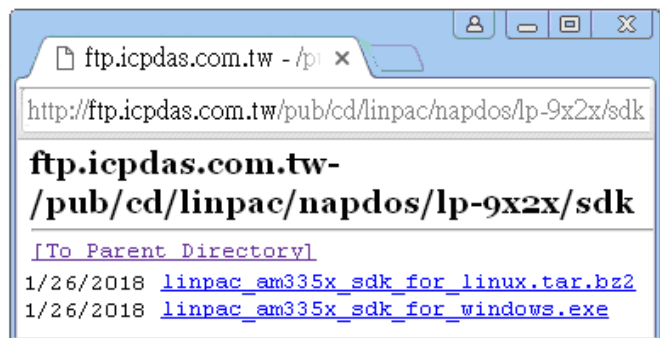 ftp.icpdas.com.tw - /p
http://ftp.icpdas.com.tw/pub/cd/linpac/napdos/lp-9x2x/sdk
ftp.icpdas.com.tw-
/pub/cd/linpac/napdos/lp-9x2x/sdk
[To Parent Directory]
1/26/2018 linpac_am335x_sdk_for_linux.tar.bz2
1/26/2018 linpac_am335x_sdk_for_windows.exe